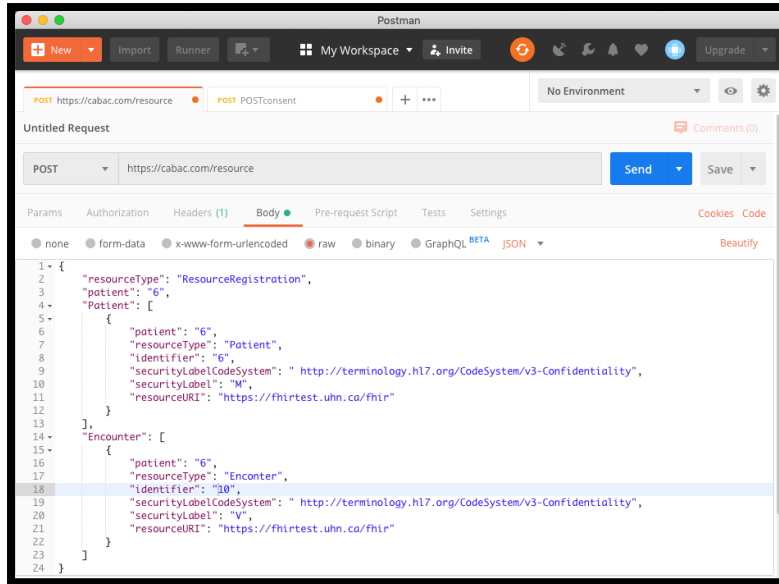 Postman
New Import Runner My Workspace Invite Upgrade
POST https://cabac.com/resource POST POSTconsent + ••• No Environment
Untitled Request Comments (0)
POST https://cabac.com/resource Send Save
Params Authorization Headers (1) Body Pre-request Script Tests Settings Cookies Code
none form-data x-www-form-urlencoded raw binary GraphQL BETA JSON Beautify
1 {
2 "resourceType": "ResourceRegistration",
3 "patient": "6",
4 "Patient": [
5 {
6 "patient": "6",
7 "resourceType": "Patient",
8 "identifier": "6",
9 "securityLabelCodeSystem": " http://terminology.hl7.org/CodeSystem/v3-Confidentiality",
10 "securityLabel": "M",
11 "resourceURI": "https://fhirtest.uhn.ca/fhir"
12 }
13 ],
14 "Encounter": [
15 {
16 "patient": "6",
17 "resourceType": "Enconter",
18 "identifier": "10",
19 "securityLabelCodeSystem": " http://terminology.hl7.org/CodeSystem/v3-Confidentiality",
20 "securityLabel": "V",
21 "resourceURI": "https://fhirtest.uhn.ca/fhir"
22 }
23 ]
24 }